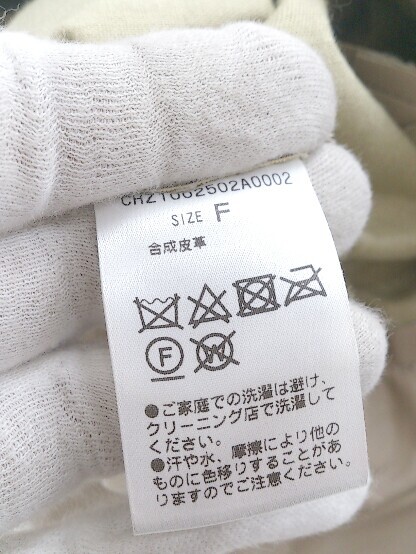 CHZ1002502A0002
SIZE F
合成皮革
F
W
●ご家庭での洗濯は避け、
クリーニング店で洗濯して
ください。
●汗や水、摩擦により他の
ものに色移りすることがあ
りますのでご注意ください。